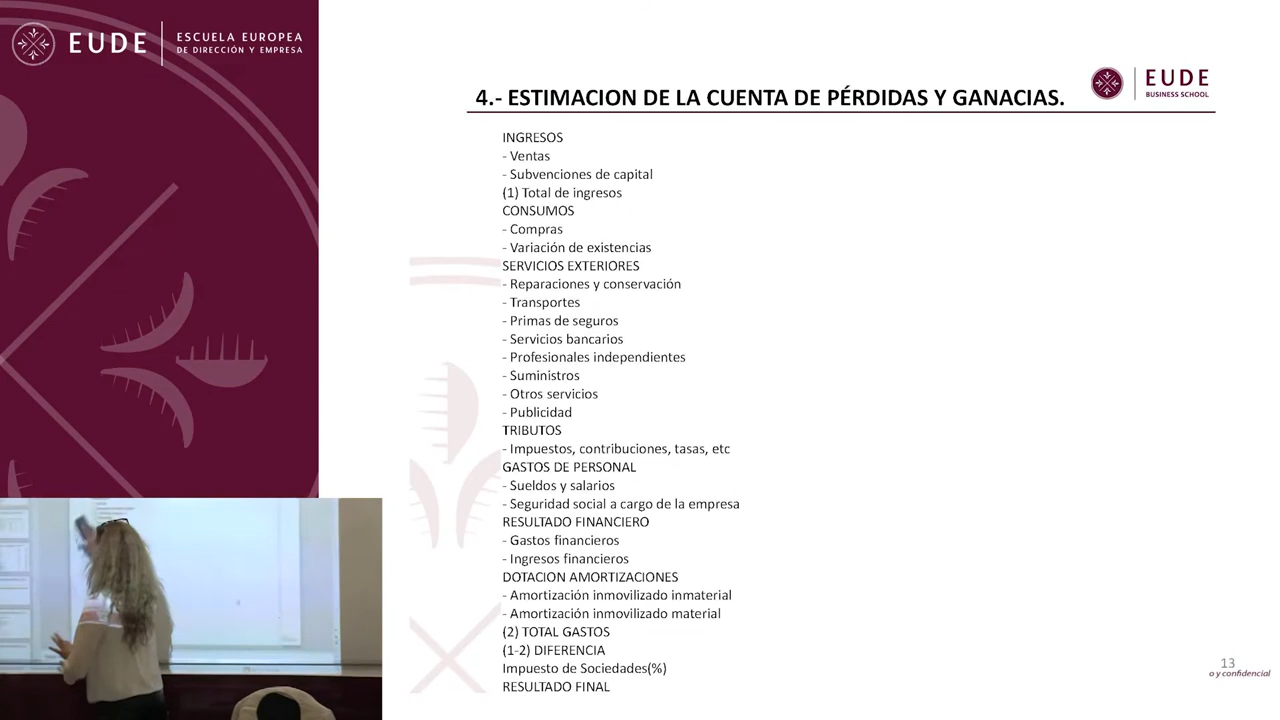 EUDE
ESCUELA EUROPEA
DE DIRECCIÓN Y EMPRESA
4.- ESTIMACION DE LA CUENTA DE PÉRDIDAS Y GANACIAS.
EUDE
BUSINESS SCHOOL
INGRESOS
- Ventas
- Subvenciones de capital
(1) Total de ingresos
CONSUMOS
- Compras
- Variación de existencias
SERVICIOS EXTERIORES
- Reparaciones y conservación
- Transportes
- Primas de seguros
- Servicios bancarios
- Profesionales independientes
- Suministros
- Otros servicios
- Publicidad
TRIBUTOS
- Impuestos, contribuciones, tasas, etc
GASTOS DE PERSONAL
- Sueldos y salarios
- Seguridad social a cargo de la empresa
RESULTADO FINANCIERO
- Gastos financieros
- Ingresos financieros
DOTACION AMORTIZACIONES
- Amortización inmovilizado inmaterial
- Amortización inmovilizado material
(2) TOTAL GASTOS
(1-2) DIFERENCIA
Impuesto de Sociedades(%)
RESULTADO FINAL
13
o y confidencial